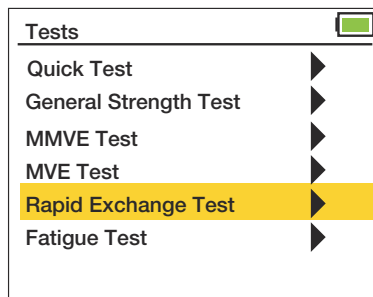 Tests
Quick Test
General Strength Test
MMVE Test
MVE Test
Rapid Exchange Test
Fatigue Test